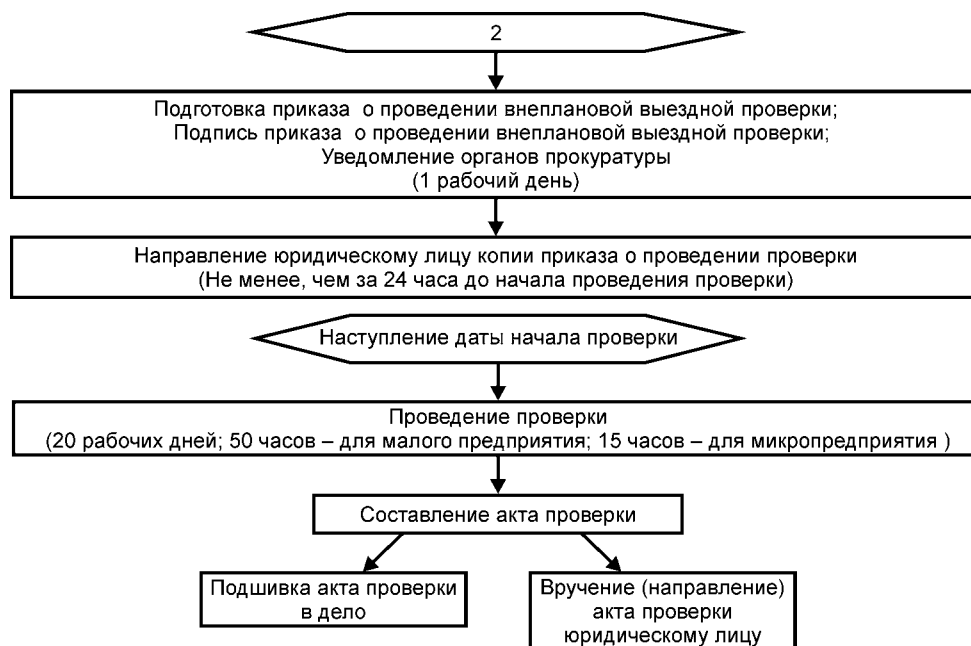 2
Подготовка приказа о проведении внеплановой выездной проверки;
Подпись приказа о проведении внеплановой выездной проверки;
Уведомление органов прокуратуры
(1 рабочий день)
Направление юридическому лицу копии приказа о проведении проверки
(Не менее, чем за 24 часа до начала проведения проверки)
Наступление даты начала проверки
Проведение проверки
(20 рабочих дней; 50 часов – для малого предприятия; 15 часов – для микропредприятия )
Составление акта проверки
Подшивка акта проверки
в дело
Вручение (направление)
акта проверки
юридическому лицу